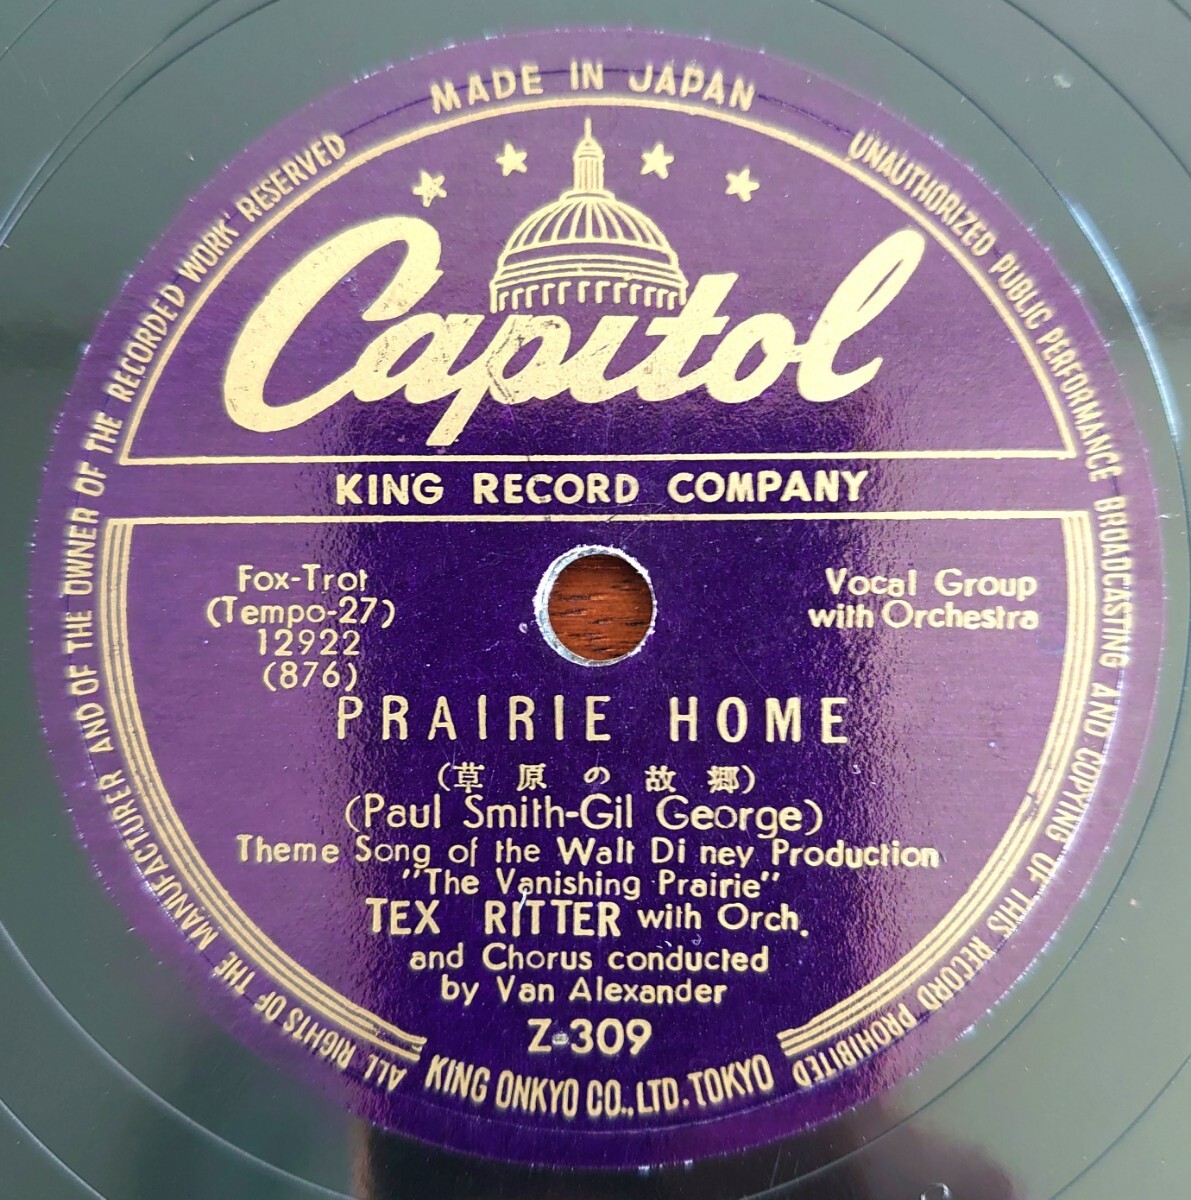 MADE IN JAPAN
UNAUTHORIZED PUBLIC PERFORMANCE BROADCASTING AND COPYING OF THIS RECORD PROHIBITED
ALL RIGHTS OF THE MANUFACTURER AND OF THE OWNER OF THE RECORDED WORK RESERVED
Capitol
KING RECORD COMPANY
Fox-Trot
(Tempo-27)
12922
(876)
Vocal Group
with Orchestra
PRAIRIE HOME
(草原の故郷)
(Paul Smith-Gil George)
Theme Song of the Walt Di ney Production
"The Vanishing Prairie"
TEX RITTER with Orch.
and Chorus conducted
by Van Alexander
Z-309
KING ONKYO CO., LTD. TOKYO